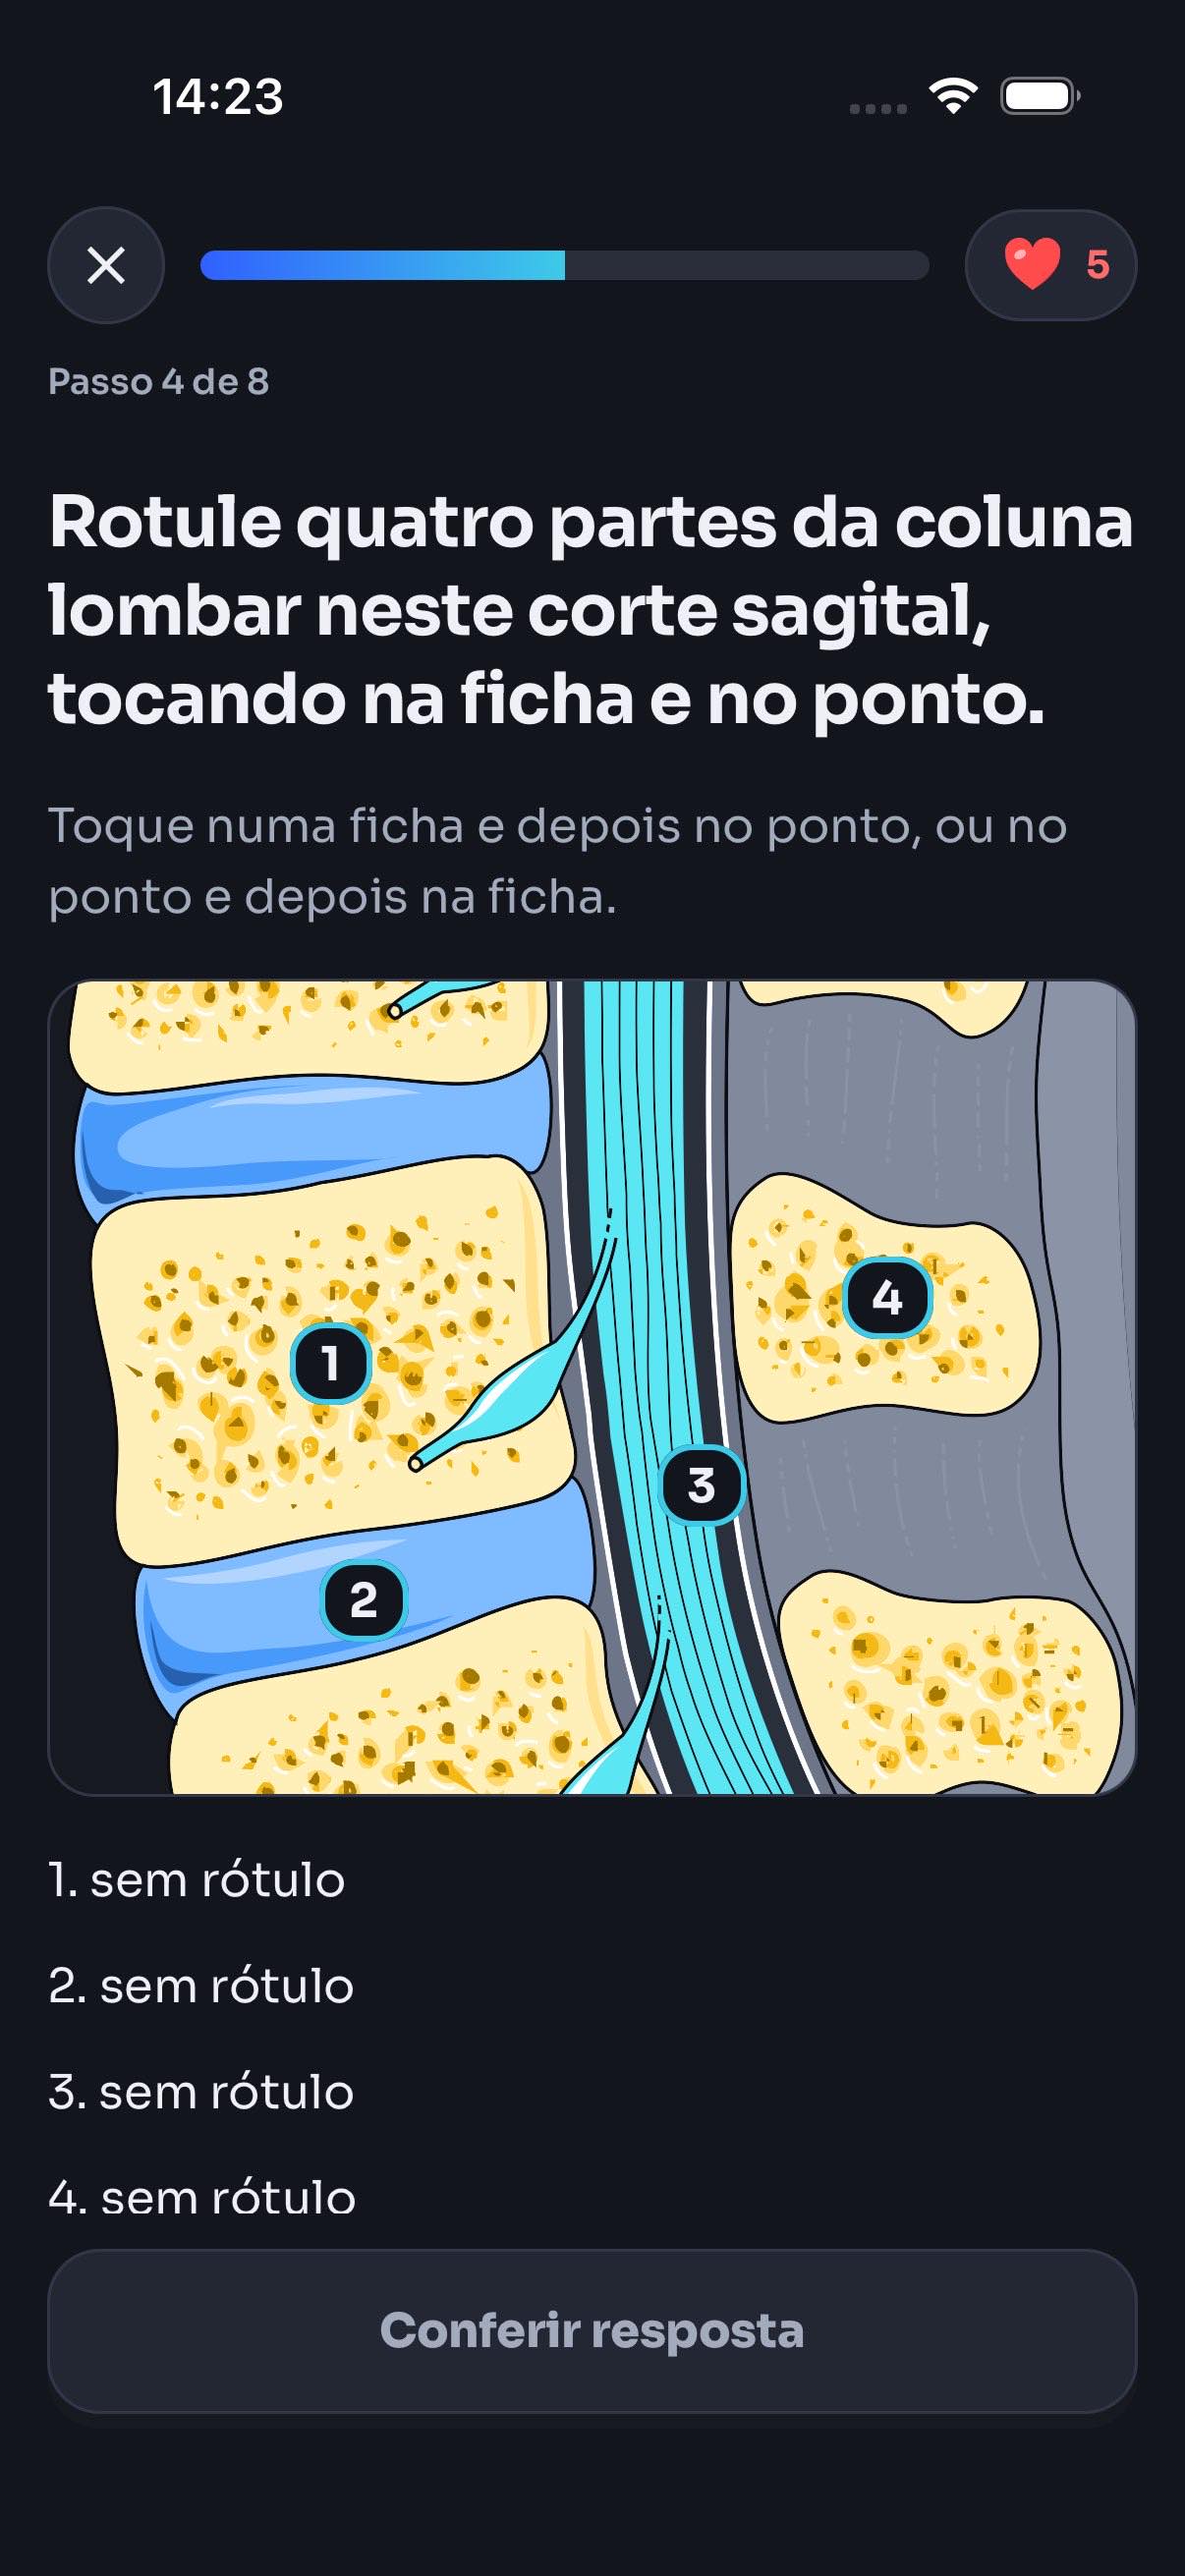 14:23
5
Passo 4 de 8
Rotule quatro partes da coluna
lombar neste corte sagital,
tocando na ficha e no ponto.
Toque numa ficha e depois no ponto, ou no
ponto e depois na ficha.
4
1
3
2
1. sem rótulo
2. sem rótulo
3. sem rótulo
4. sem rótulo
Conferir resposta